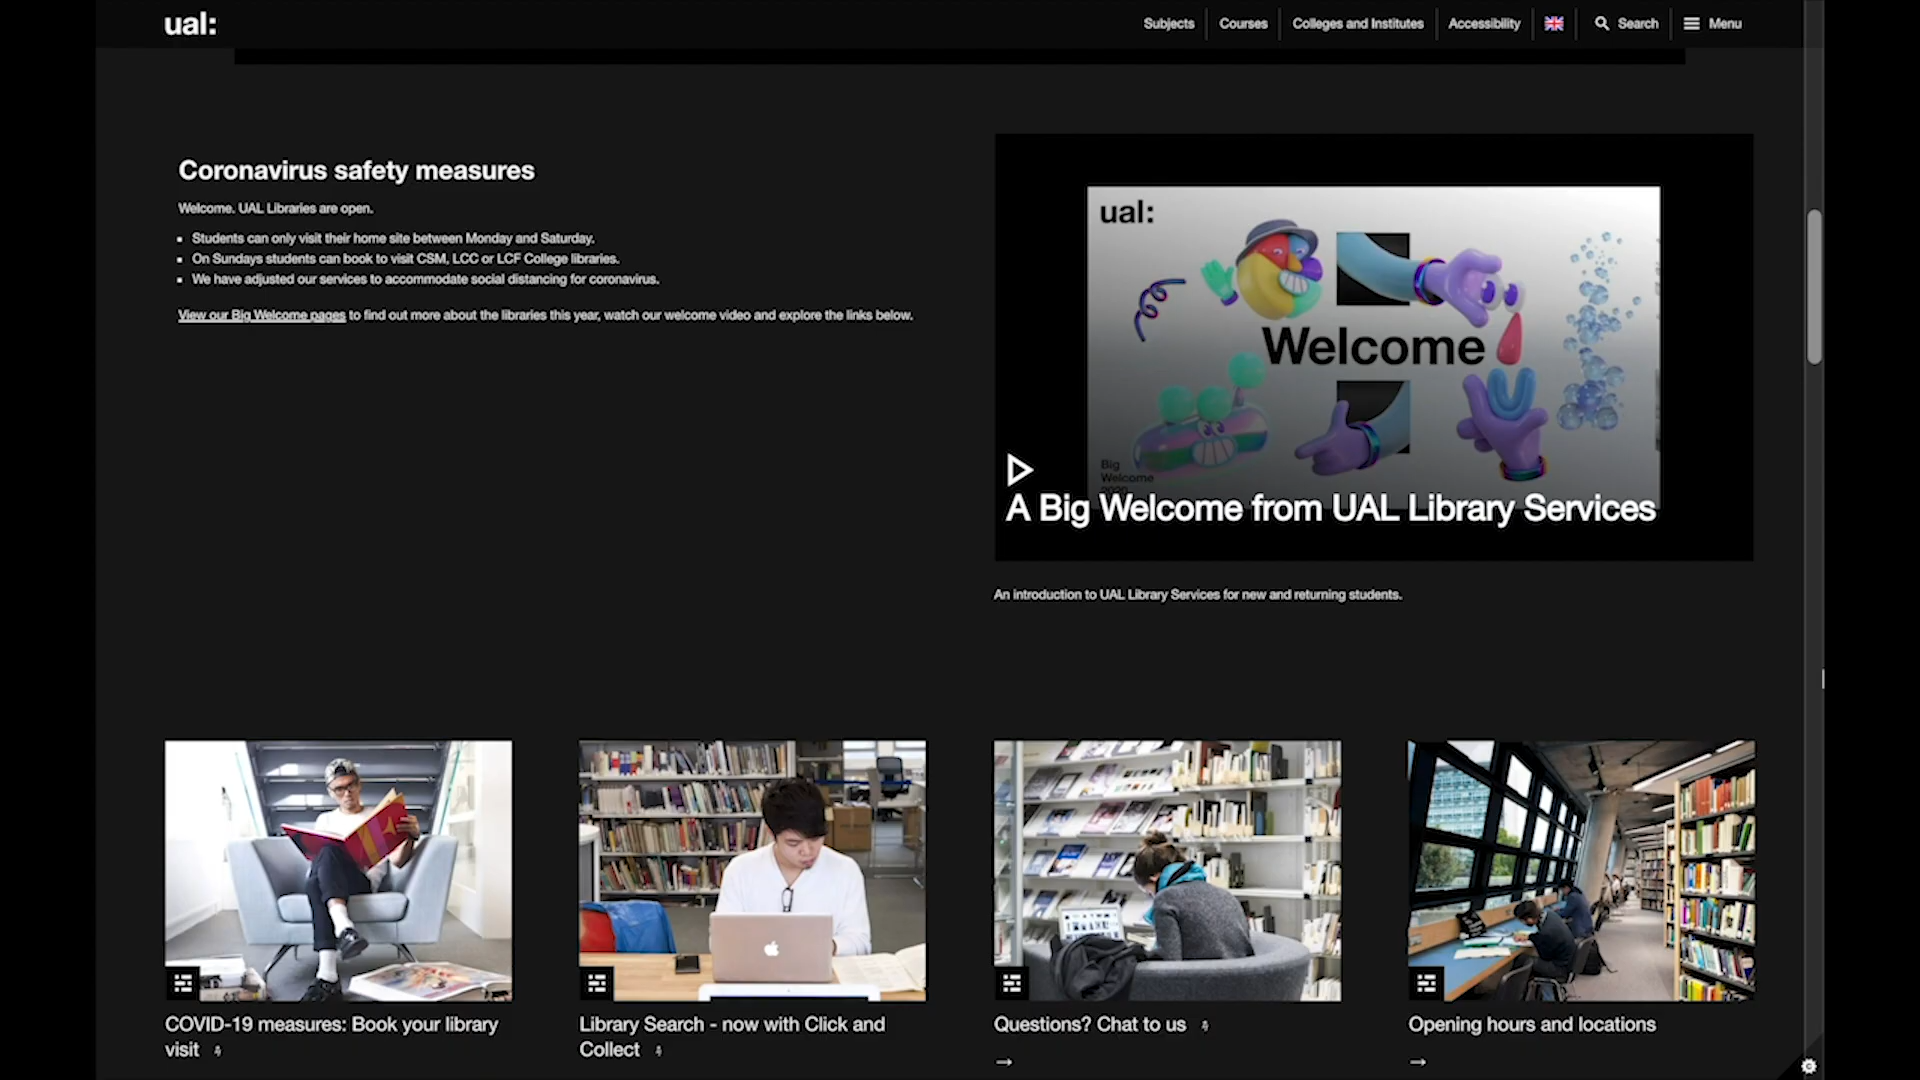 ual:
Subjects
Courses
Colleges and Institutes
Accessibility
Search
Menu
Coronavirus safety measures
Welcome. UAL Libraries are open.
Students can only visit their home site between Monday and Saturday.
On Sundays students can book to visit CSM, LCC or LCF College libraries.
We have adjusted our services to accommodate social distancing for coronavirus.
View our Big Welcome pages to find out more about the libraries this year, watch our welcome video and explore the links below.
ual:
Welcome
Big
Welcome
A Big Welcome from UAL Library Services
An introduction to UAL Library Services for new and returning students.
COVID-19 measures: Book your library
visit
Library Search - now with Click and
Collect
Questions? Chat to us
Opening hours and locations